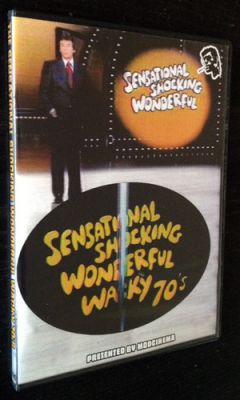 SENSATIONAL
SHOCKING
WONDERFUL
SENSATIONAL
SHOCKING
WONDERFUL
WACKY 70's
PRESENTED BY MODCINEMA